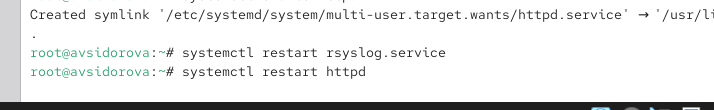 Created symlink '/etc/systemd/system/multi-user.target.wants/httpd.service' → '/usr/li
.
root@avsidorova:~# systemctl restart rsyslog.service
root@avsidorova:~# systemctl restart httpd